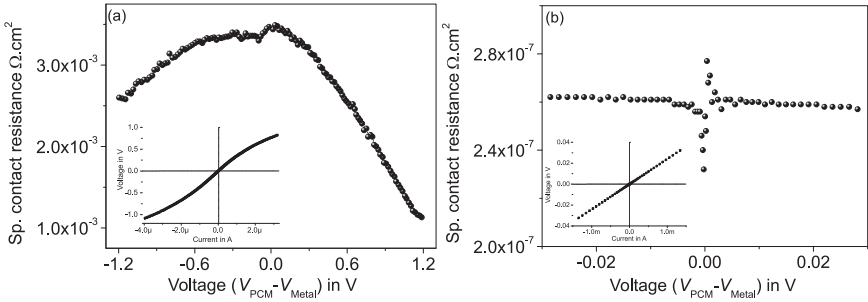 (a)
Sp. contact resistance Ω.cm²
3.0x10⁻³
2.0x10⁻³
1.0x10⁻³
-1.2 -0.6 0.0 0.6 1.2
Voltage (V_PCM-V_Metal) in V
Voltage in V
1.0
0.5
0.0
-0.5
-1.0
-4.0μ -2.0μ 0.0 2.0μ
Current in A
(b)
Sp. contact resistance Ω.cm²
2.8x10⁻⁷
2.4x10⁻⁷
2.0x10⁻⁷
-0.02 0.00 0.02
Voltage (V_PCM-V_Metal) in V
Voltage in V
0.04
0.02
0.00
-0.02
-0.04
-1.0m 0.0 1.0m
Current in A